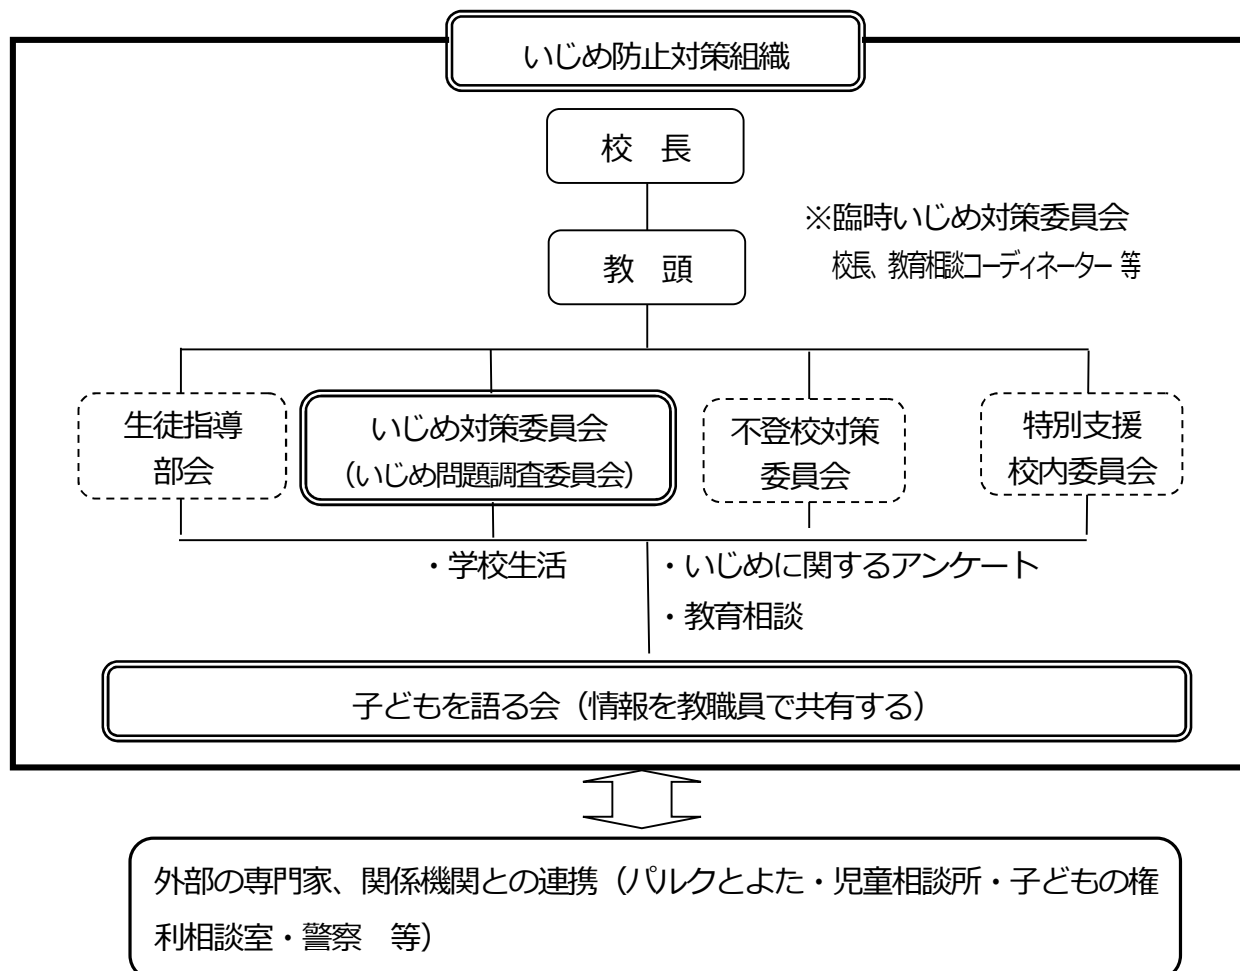 いじめ防止対策組織
校　長
※臨時いじめ対策委員会
校長、教育相談コーディネーター 等
教　頭
生徒指導
部会
いじめ対策委員会
（いじめ問題調査委員会）
不登校対策
委員会
特別支援
校内委員会
・学校生活
・いじめに関するアンケート
・教育相談
子どもを語る会（情報を教職員で共有する）
外部の専門家、関係機関との連携（パルクとよた・児童相談所・子どもの権
利相談室・警察　等）